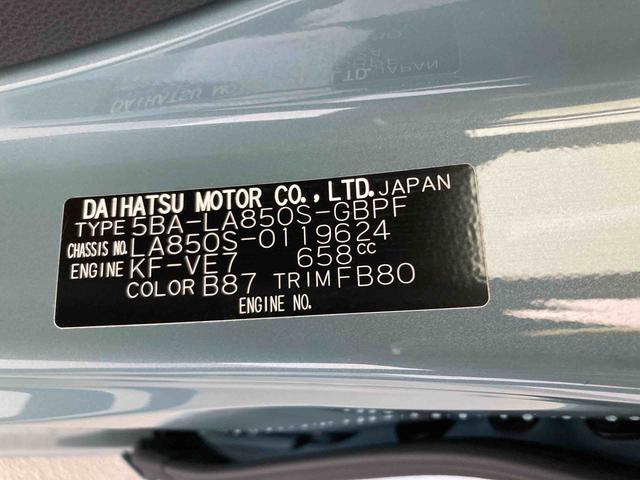 DAIHATSU MOTOR CO., LTD. JAPAN
TYPE 5BA-LA850S-GBPF
CHASSIS NO. LA850S-0119624
ENGINE KF-VE7 658cc
COLOR B87 TRIM FB80
ENGINE NO.